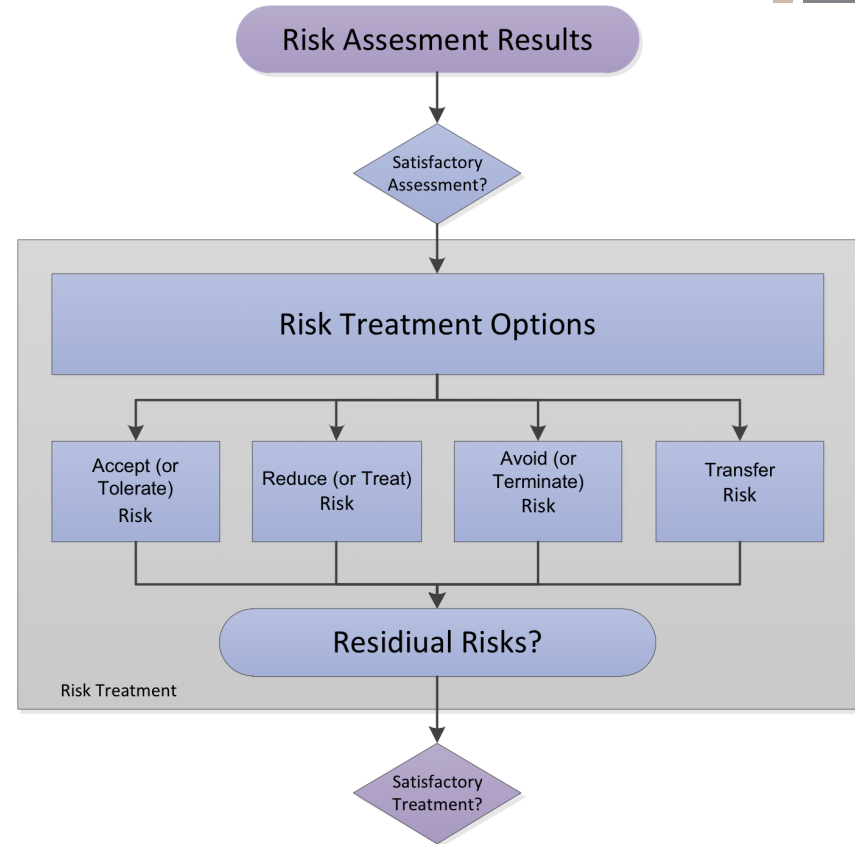 Risk Assesment Results
Satisfactory
Assessment?
Risk Treatment Options
Accept (or
Tolerate)
Risk
Reduce (or Treat)
Risk
Avoid (or
Terminate)
Risk
Transfer
Risk
Residiual Risks?
Risk Treatment
Satisfactory
Treatment?